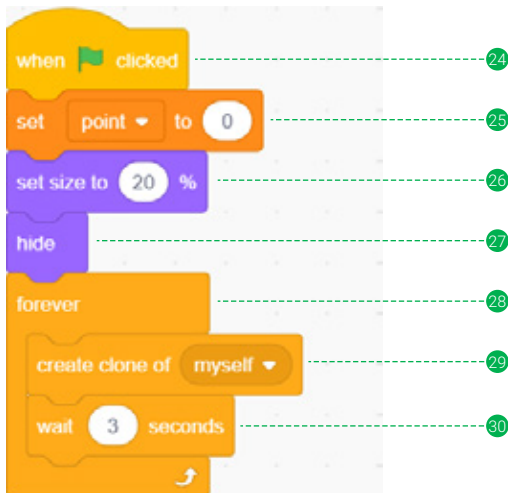 when clicked 24
set point to 0 25
set size to 20 % 26
hide 27
forever 28
create clone of myself 29
wait 3 seconds 30